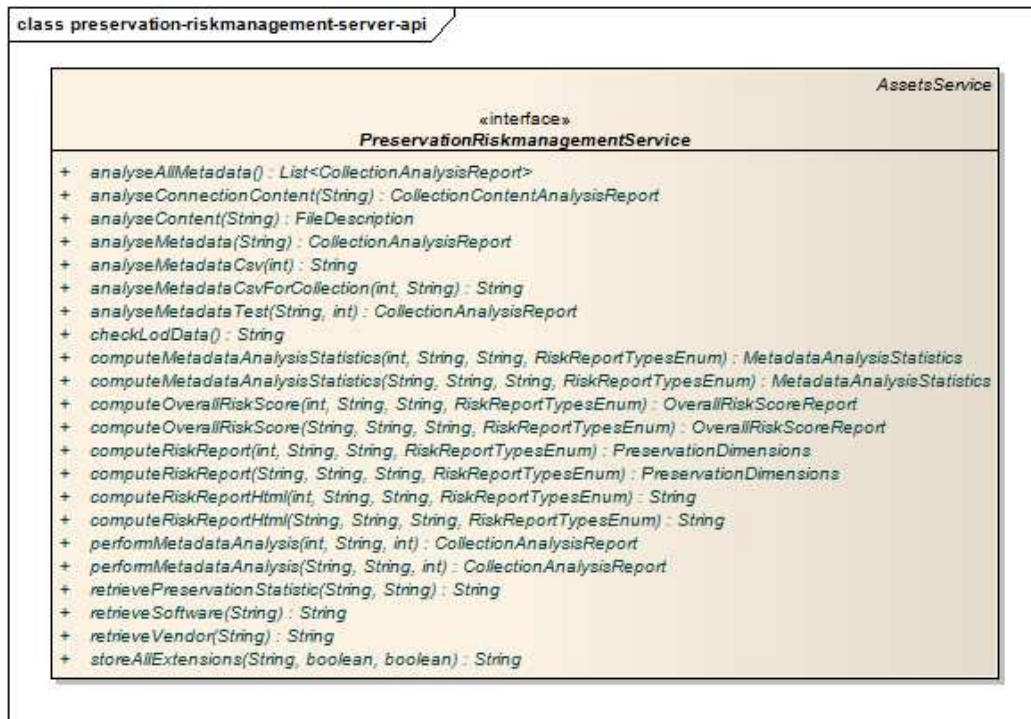 class preservation-riskmanagement-server-api
AssetsService
«interface»
PreservationRiskmanagementService
+ analyseAllMetadata() : List<CollectionAnalysisReport>
+ analyseConnectionContent(String) : CollectionContentAnalysisReport
+ analyseContent(String) : FileDescription
+ analyseMetadata(String) : CollectionAnalysisReport
+ analyseMetadataCsv(int) : String
+ analyseMetadataCsvForCollection(int, String) : String
+ analyseMetadataTest(String, int) : CollectionAnalysisReport
+ checkLodData() : String
+ computeMetadataAnalysisStatistics(int, String, String, RiskReportTypesEnum) : MetadataAnalysisStatistics
+ computeMetadataAnalysisStatistics(String, String, String, RiskReportTypesEnum) : MetadataAnalysisStatistics
+ computeOverallRiskScore(int, String, String, RiskReportTypesEnum) : OverallRiskScoreReport
+ computeOverallRiskScore(String, String, String, RiskReportTypesEnum) : OverallRiskScoreReport
+ computeRiskReport(int, String, String, RiskReportTypesEnum) : PreservationDimensions
+ computeRiskReport(String, String, String, RiskReportTypesEnum) : PreservationDimensions
+ computeRiskReportHtml(int, String, String, RiskReportTypesEnum) : String
+ computeRiskReportHtml(String, String, String, RiskReportTypesEnum) : String
+ performMetadataAnalysis(int, String, int) : CollectionAnalysisReport
+ performMetadataAnalysis(String, String, int) : CollectionAnalysisReport
+ retrievePreservationStatistic(String, String) : String
+ retrieveSoftware(String) : String
+ retrieveVendor(String) : String
+ storeAllExtensions(String, boolean, boolean) : String